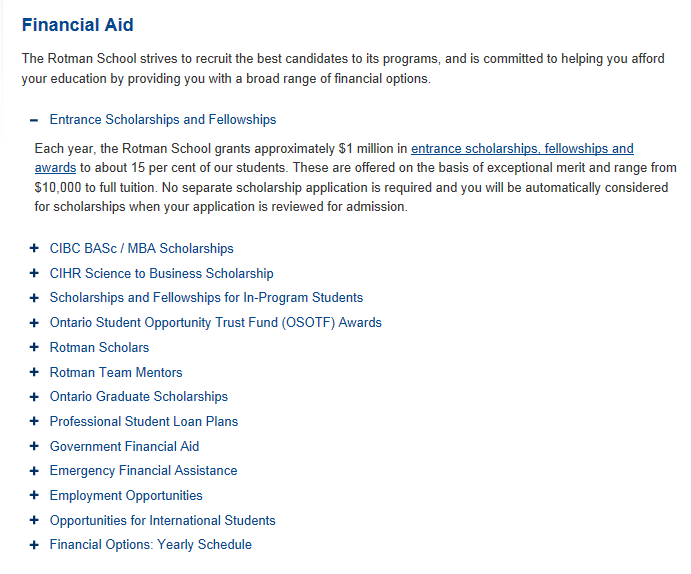 Financial Aid
The Rotman School strives to recruit the best candidates to its programs, and is committed to helping you afford
your education by providing you with a broad range of financial options.
– Entrance Scholarships and Fellowships
Each year, the Rotman School grants approximately $1 million in entrance scholarships, fellowships and
awards to about 15 per cent of our students. These are offered on the basis of exceptional merit and range from
$10,000 to full tuition. No separate scholarship application is required and you will be automatically considered
for scholarships when your application is reviewed for admission.
+ CIBC BASc / MBA Scholarships
+ CIHR Science to Business Scholarship
+ Scholarships and Fellowships for In-Program Students
+ Ontario Student Opportunity Trust Fund (OSOTF) Awards
+ Rotman Scholars
+ Rotman Team Mentors
+ Ontario Graduate Scholarships
+ Professional Student Loan Plans
+ Government Financial Aid
+ Emergency Financial Assistance
+ Employment Opportunities
+ Opportunities for International Students
+ Financial Options: Yearly Schedule